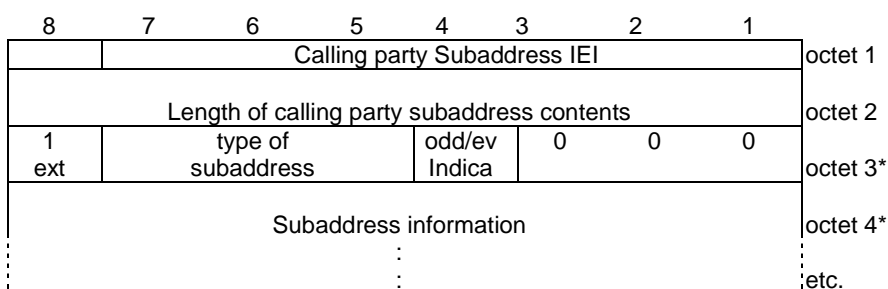 8 7 6 5 4 3 2 1
Calling party Subaddress IEI octet 1
Length of calling party subaddress contents octet 2
1 type of odd/ev 0 0 0
ext subaddress Indica octet 3*
Subaddress information octet 4*
:
: etc.